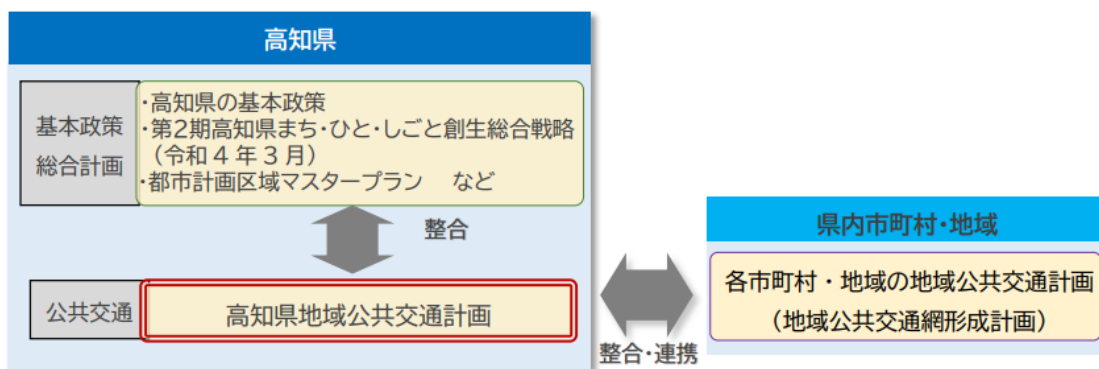 高知県
基本政策
総合計画
・高知県の基本政策
・第2期高知県まち・ひと・しごと創生総合戦略
（令和４年３月）
・都市計画区域マスタープラン　など
整合
公共交通
高知県地域公共交通計画
整合・連携
県内市町村・地域
各市町村・地域の地域公共交通計画
（地域公共交通網形成計画）